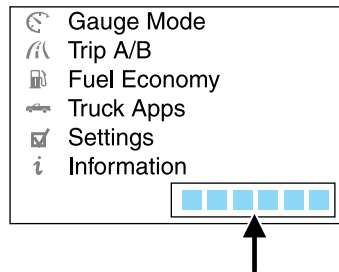 Gauge Mode
Trip A/B
Fuel Economy
Truck Apps
Settings
i Information